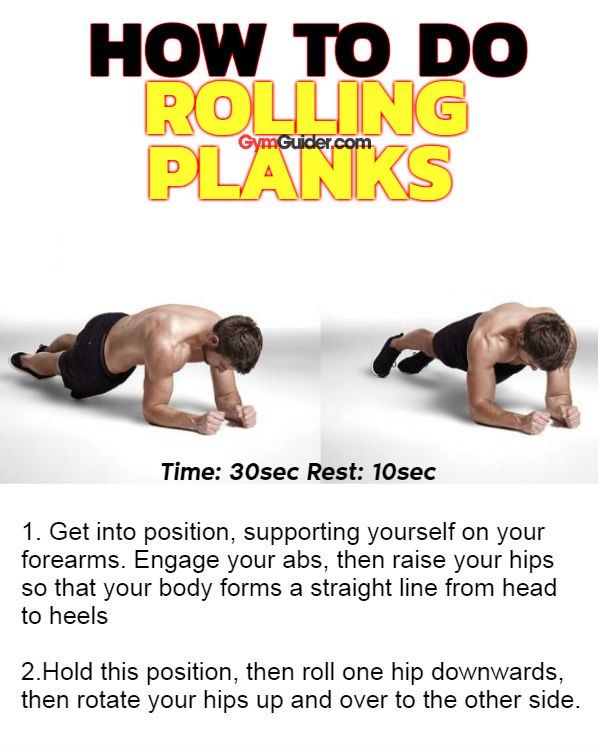 HOW TO DO
ROLLING
GymGuider.com
PLANKS
Time: 30sec Rest: 10sec
1. Get into position, supporting yourself on your
forearms. Engage your abs, then raise your hips
so that your body forms a straight line from head
to heels
2.Hold this position, then roll one hip downwards,
then rotate your hips up and over to the other side.